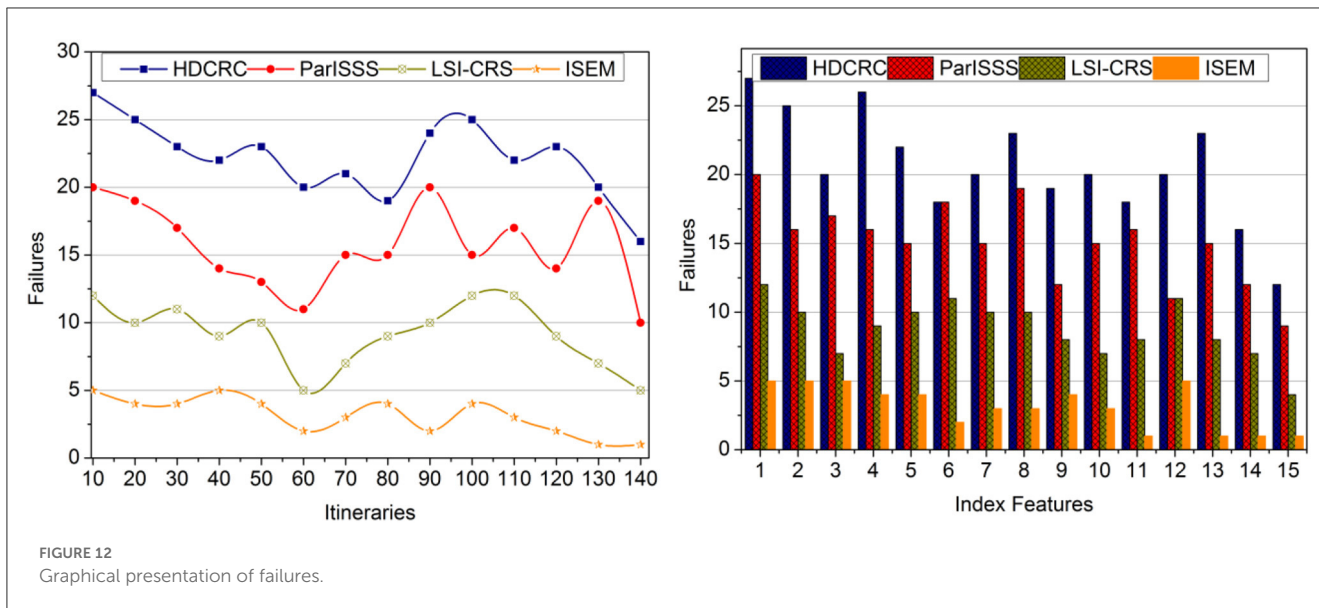 HDCRC ParISSS LSI-CRS ISEM
30
25
20
15
10
5
0
Failures
10 20 30 40 50 60 70 80 90 100 110 120 130 140
Itineraries
HDCRC ParISSS LSI-CRS ISEM
25
20
15
10
5
0
Failures
1 2 3 4 5 6 7 8 9 10 11 12 13 14 15
Index Features
FIGURE 12
Graphical presentation of failures.